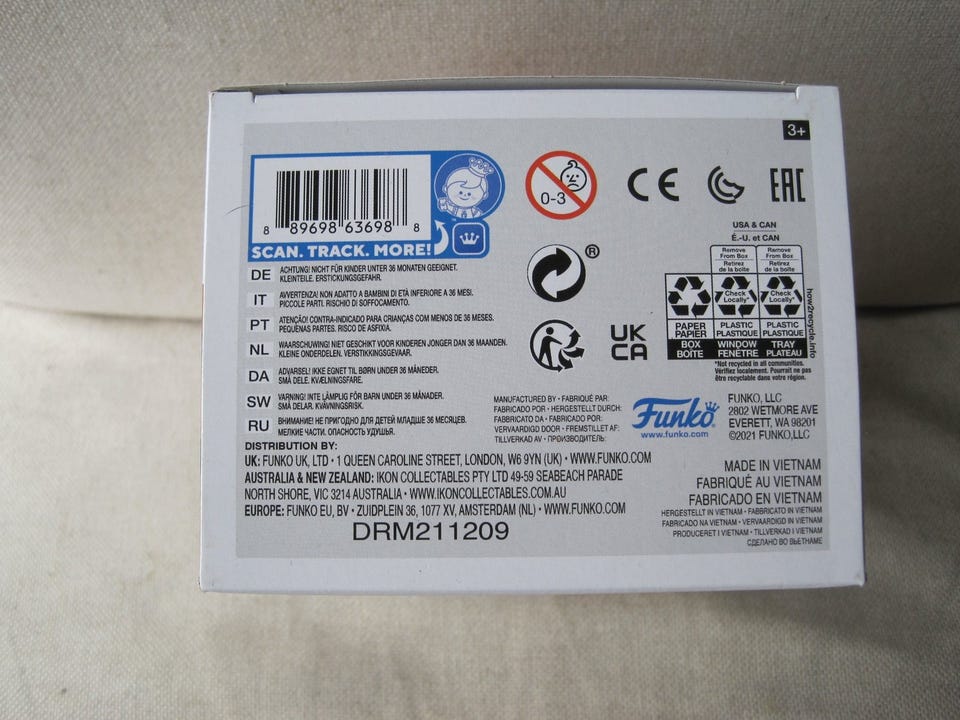 3+
8 89698 63698 8
SCAN. TRACK. MORE!
0-3
CE
EAC
®
UK
CA
USA & CAN
É.-U. et CAN
Remove From Box
Retirez de la boîte
Remove From Box
Retirez de la boîte
Check Locally*
Check Locally*
PAPER PAPIER
PLASTIC PLASTIQUE
PLASTIC PLASTIQUE
BOX BOÎTE
WINDOW FENÊTRE
TRAY PLATEAU
how2recycle.info
*Not recycled in all communities.
Vérifiez localement. Pourrait ne pas
être recyclable dans votre région.
DE ACHTUNG! NICHT FÜR KINDER UNTER 36 MONATEN GEEIGNET.
KLEINTEILE. ERSTICKUNGSGEFAHR.
IT AVVERTENZA! NON ADATTO A BAMBINI DI ETÀ INFERIORE A 36 MESI.
PICCOLE PARTI. RISCHIO DI SOFFOCAMENTO.
PT ATENÇÃO! CONTRA-INDICADO PARA CRIANÇAS COM MENOS DE 36 MESES.
PEQUENAS PARTES. RISCO DE ASFIXIA.
NL WAARSCHUWING! NIET GESCHIKT VOOR KINDEREN JONGER DAN 36 MAANDEN.
KLEINE ONDERDELEN. VERSTIKKINGSGEVAAR.
DA ADVARSEL! IKKE EGNET TIL BØRN UNDER 36 MÅNEDER.
SMÅ DELE. KVÆLNINGSFARE.
SW VARNING! INTE LÄMPLIG FÖR BARN UNDER 36 MÅNADER.
SMÅ DELAR. KVÄVNINGSRISK.
RU ВНИМАНИЕ! НЕ ПРИГОДНО ДЛЯ ДЕТЕЙ МЛАДШЕ 36 МЕСЯЦЕВ.
МЕЛКИЕ ЧАСТИ. ОПАСНОСТЬ УДУШЬЯ.
MANUFACTURED BY • FABRIQUÉ PAR:
FABRICADO POR • HERGESTELLT DURCH:
FABBRICATO DA • FABRICADO POR:
VERVAARDIGD DOOR • FREMSTILLET AF:
TILLVERKAD AV • ПРОИЗВОДИТЕЛЬ:
Funko
www.funko.com
FUNKO, LLC
2802 WETMORE AVE
EVERETT, WA 98201
©2021 FUNKO,LLC
DISTRIBUTION BY:
UK: FUNKO UK, LTD • 1 QUEEN CAROLINE STREET, LONDON, W6 9YN (UK) • WWW.FUNKO.COM
AUSTRALIA & NEW ZEALAND: IKON COLLECTABLES PTY LTD 49-59 SEABEACH PARADE
NORTH SHORE, VIC 3214 AUSTRALIA • WWW.IKONCOLLECTABLES.COM.AU
EUROPE: FUNKO EU, BV • ZUIDPLEIN 36, 1077 XV, AMSTERDAM (NL) • WWW.FUNKO.COM
DRM211209
MADE IN VIETNAM
FABRIQUÉ AU VIETNAM
FABRICADO EN VIETNAM
HERGESTELLT IN VIETNAM • FABBRICATO IN VIETNAM
FABRICADO NA VIETNAM • VERVAARDIGD IN VIETNAM
PRODUCERET I VIETNAM • TILLVERKAD I VIETNAM
СДЕЛАНО ВО ВЬЕТНАМЕ